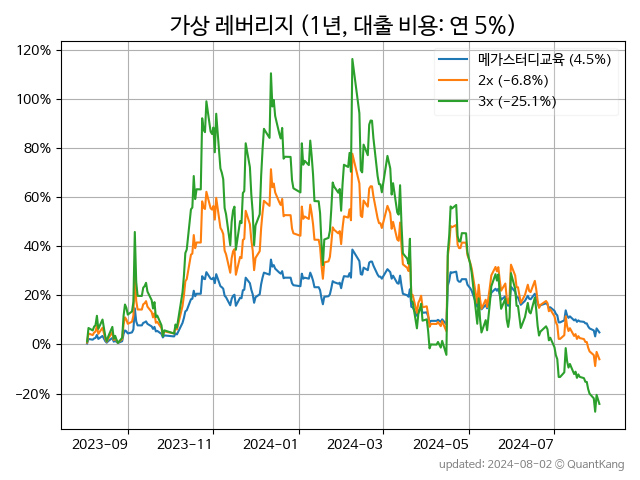 가상 레버리지 (1년, 대출 비용: 연 5%)
120%
100%
80%
60%
40%
20%
0%
−20%
메가스터디교육 (4.5%)
2x (−6.8%)
3x (−25.1%)
2023-09
2023-11
2024-01
2024-03
2024-05
2024-07
updated: 2024-08-02 © QuantKang